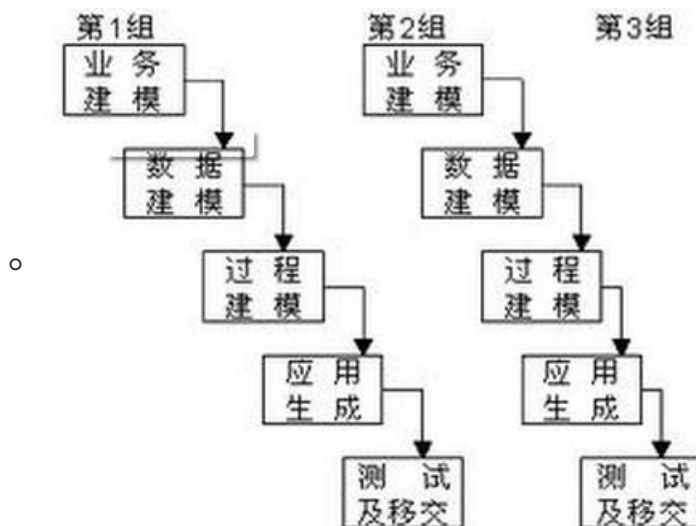 第1组
业务
建模
数据
建模
过程
建模
应用
生成
测试
及移交
第2组
业务
建模
数据
建模
过程
建模
应用
生成
测试
及移交
第3组
。